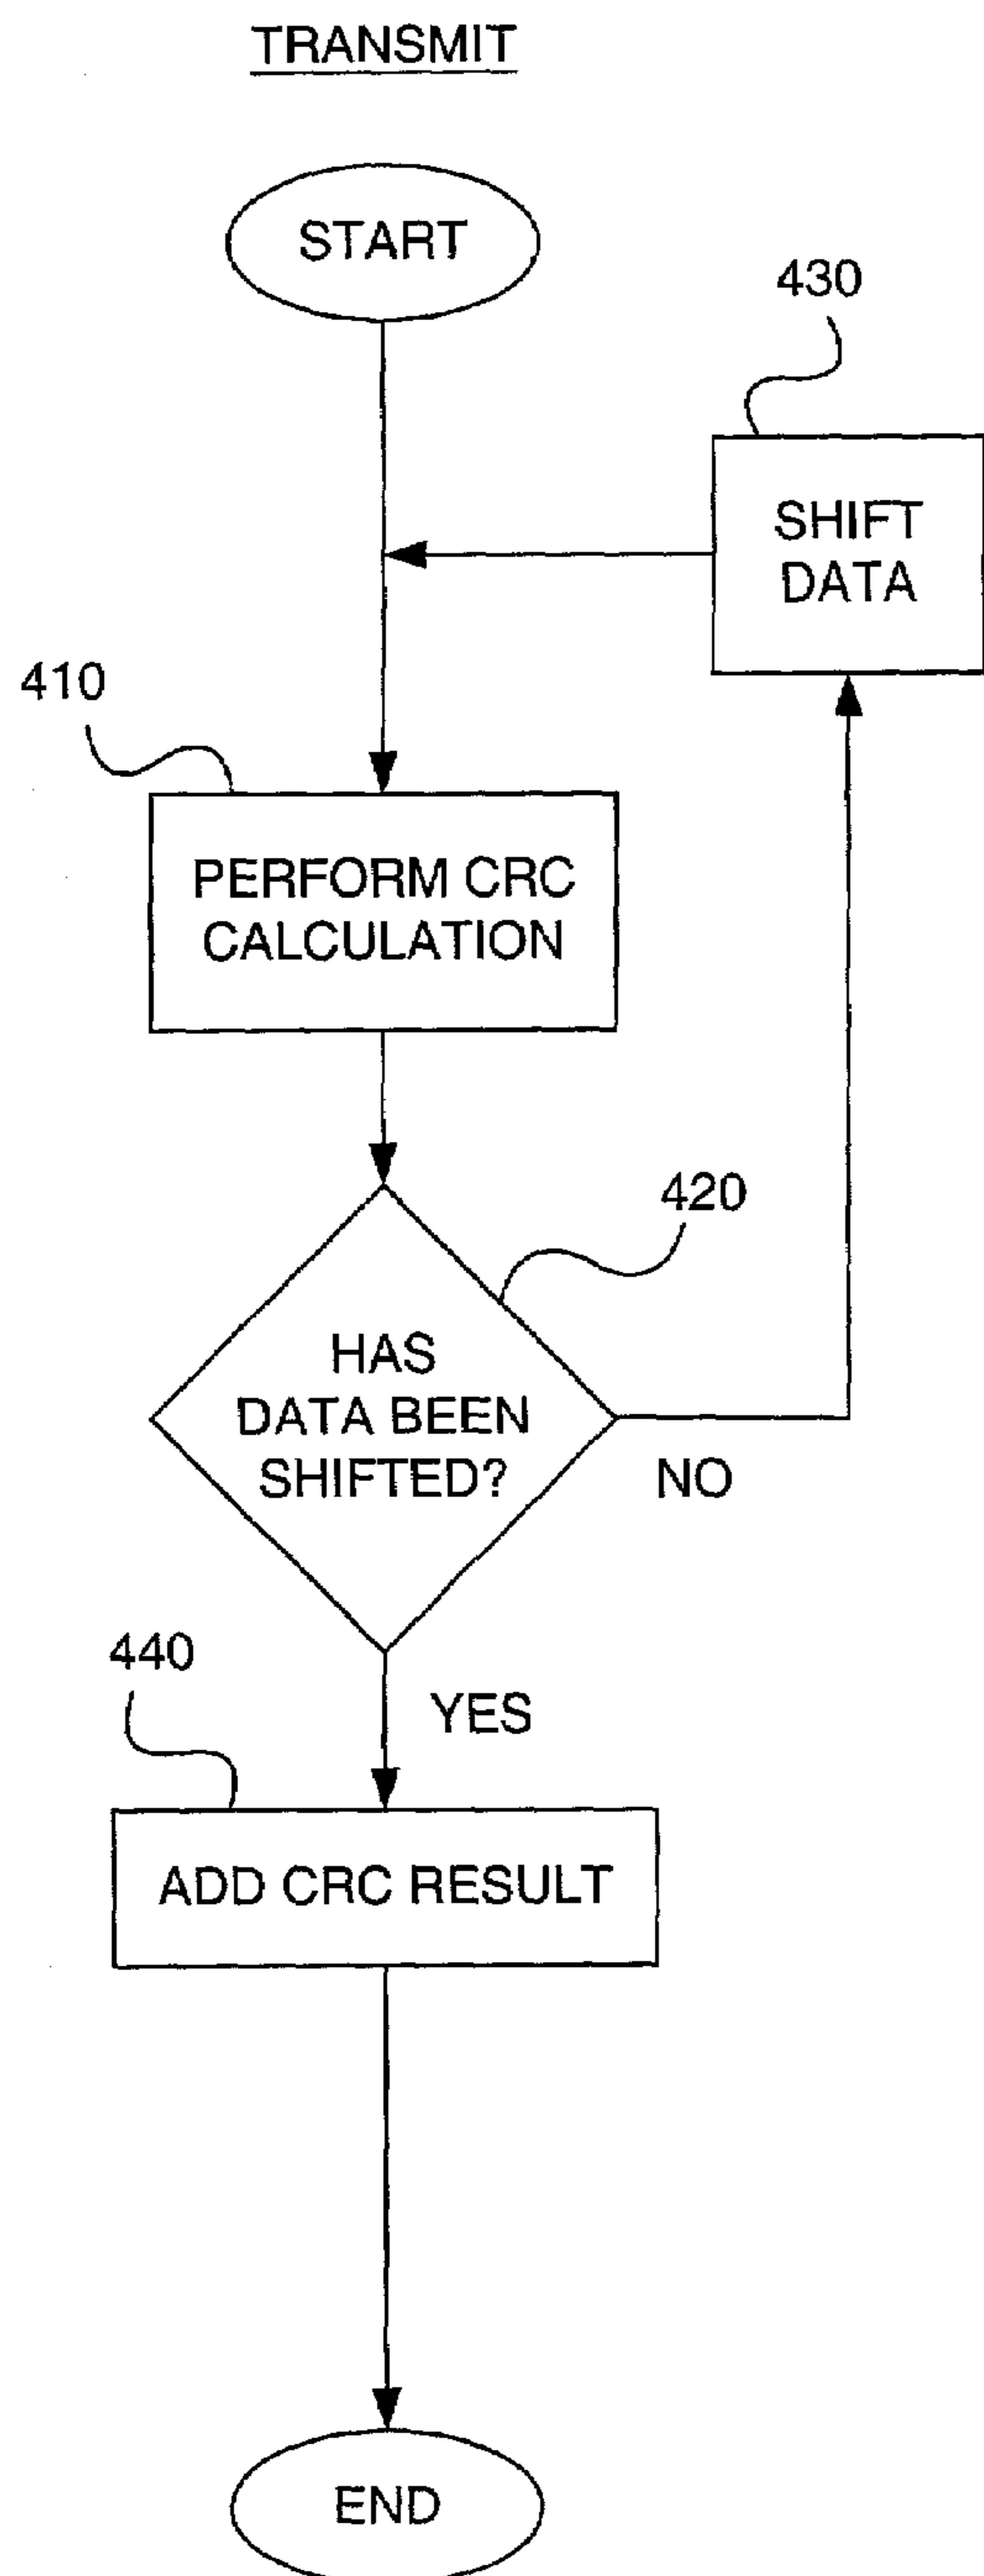 TRANSMIT
START
430
SHIFT
DATA
410
PERFORM CRC
CALCULATION
420
HAS
DATA BEEN
SHIFTED?
NO
440
YES
ADD CRC RESULT
END